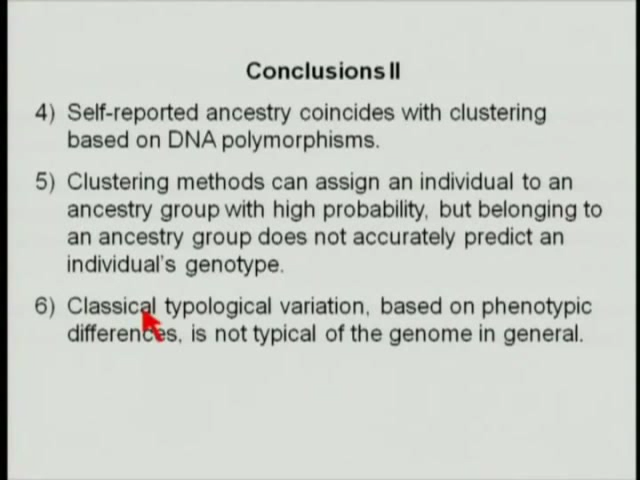 Conclusions II
4) Self-reported ancestry coincides with clustering
based on DNA polymorphisms.
5) Clustering methods can assign an individual to an
ancestry group with high probability, but belonging to
an ancestry group does not accurately predict an
individual's genotype.
6) Classical typological variation, based on phenotypic
differences, is not typical of the genome in general.